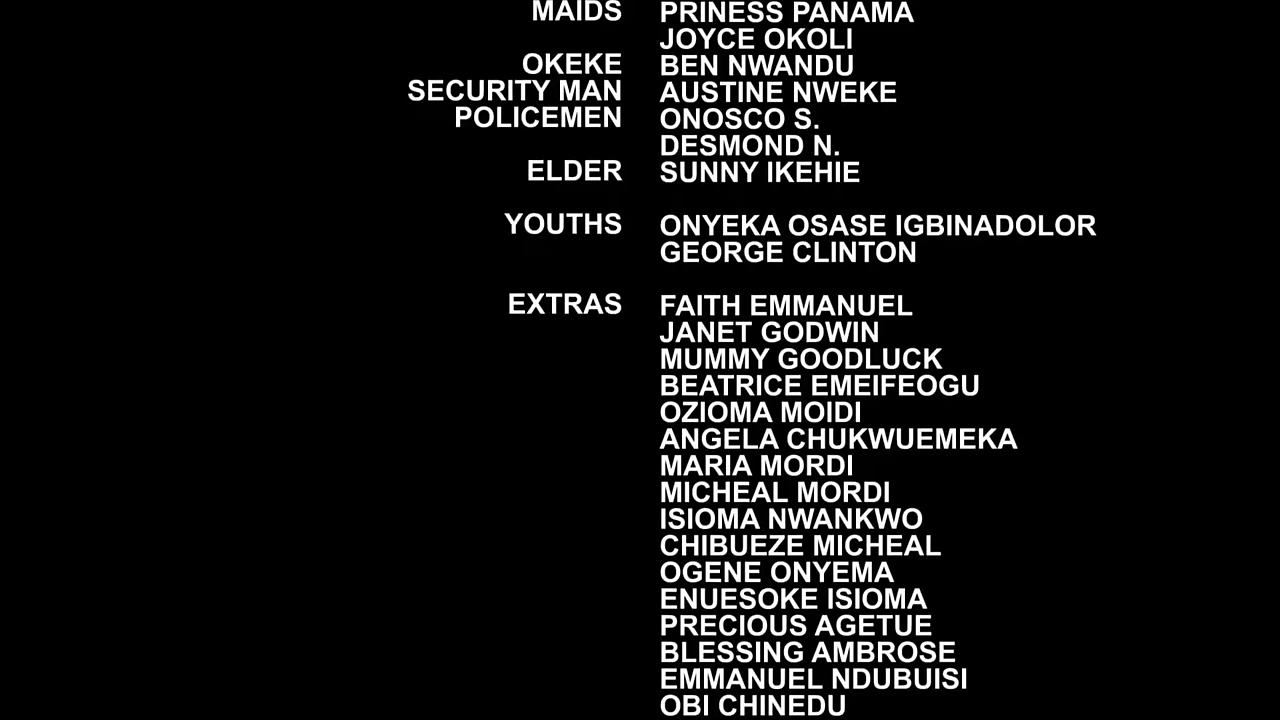 MAIDS PRINESS PANAMA
JOYCE OKOLI
OKEKE BEN NWANDU
SECURITY MAN AUSTINE NWEKE
POLICEMEN ONOSCO S.
DESMOND N.
ELDER SUNNY IKEHIE
YOUTHS ONYEKA OSASE IGBINADOLOR
GEORGE CLINTON
EXTRAS FAITH EMMANUEL
JANET GODWIN
MUMMY GOODLUCK
BEATRICE EMEIFEOGU
OZIOMA MOIDI
ANGELA CHUKWUEMEKA
MARIA MORDI
MICHEAL MORDI
ISIOMA NWANKWO
CHIBUEZE MICHEAL
OGENE ONYEMA
ENUESOKE ISIOMA
PRECIOUS AGETUE
BLESSING AMBROSE
EMMANUEL NDUBUISI
OBI CHINEDU